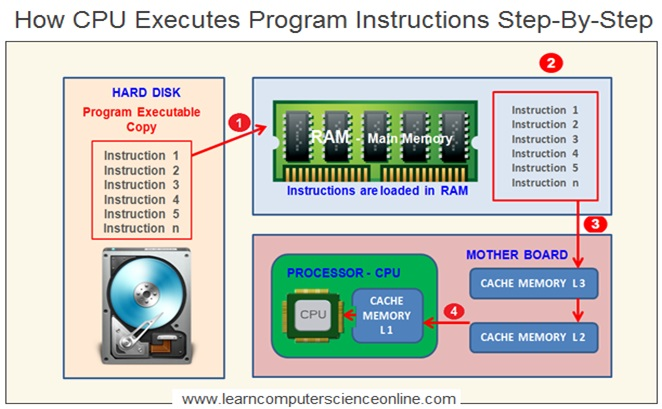 How CPU Executes Program Instructions Step-By-Step
HARD DISK
Program Executable
Copy
Instruction 1
Instruction 2
Instruction 3
Instruction 4
Instruction 5
Instruction n
1
RAM - Main Memory
Instructions are loaded in RAM
2
Instruction 1
Instruction 2
Instruction 3
Instruction 4
Instruction 5
Instruction n
3
MOTHER BOARD
CACHE MEMORY L3
CACHE MEMORY L2
4
PROCESSOR - CPU
CACHE
MEMORY
L1
CPU
www.learncomputerscienceonline.com